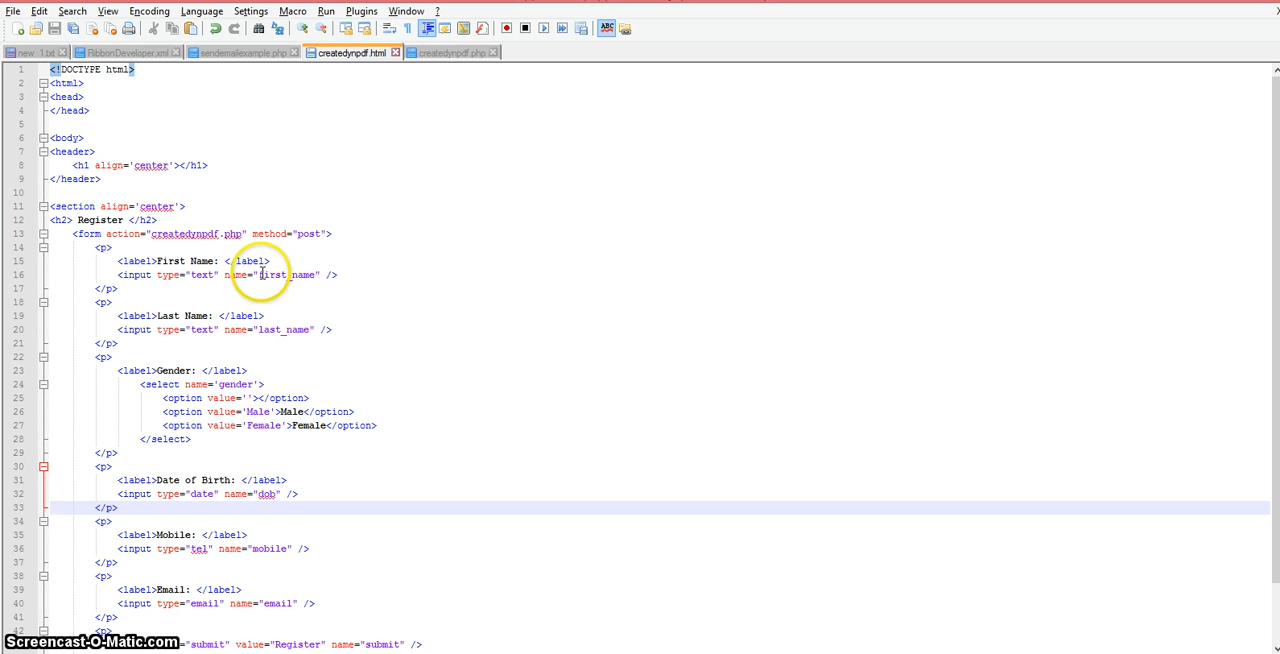 File Edit Search View Encoding Language Settings Macro Run Plugins Window ?
new 1.txt RibbonDeveloper.xml sendemailexample.php createdynpdf.html createdynpdf.php
1 <!DOCTYPE html>
2 <html>
3 <head>
4 </head>
5
6 <body>
7 <header>
8 <h1 align='center'></h1>
9 </header>
10
11 <section align='center'>
12 <h2> Register </h2>
13 <form action="createdynpdf.php" method="post">
14 <p>
15 <label>First Name: </label>
16 <input type="text" name="first_name" />
17 </p>
18 <p>
19 <label>Last Name: </label>
20 <input type="text" name="last_name" />
21 </p>
22 <p>
23 <label>Gender: </label>
24 <select name='gender'>
25 <option value=''></option>
26 <option value='Male'>Male</option>
27 <option value='Female'>Female</option>
28 </select>
29 </p>
30 <p>
31 <label>Date of Birth: </label>
32 <input type="date" name="dob" />
33 </p>
34 <p>
35 <label>Mobile: </label>
36 <input type="tel" name="mobile" />
37 </p>
38 <p>
39 <label>Email: </label>
40 <input type="email" name="email" />
41 </p>
42 <p>
Screencast-O-Matic.com ="submit" value="Register" name="submit" />